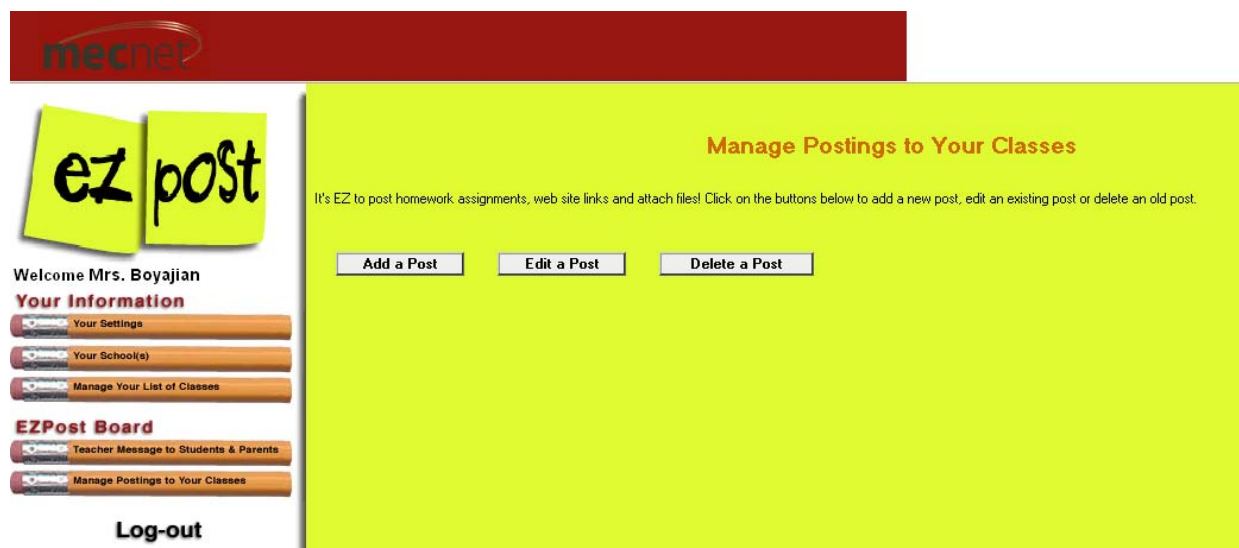 mecnet
ez post
Manage Postings to Your Classes
It's EZ to post homework assignments, web site links and attach files! Click on the buttons below to add a new post, edit an existing post or delete an old post.
Add a Post Edit a Post Delete a Post
Welcome Mrs. Boyajian
Your Information
Your Settings
Your School(s)
Manage Your List of Classes
EZPost Board
Teacher Message to Students & Parents
Manage Postings to Your Classes
Log-out